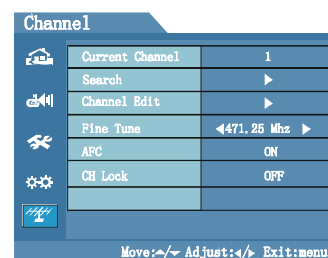 Channel
Current Channel 1
Search ▶
Channel Edit ▶
Fine Tune ◀471.25 Mhz ▶
AFC ON
CH Lock OFF
Move:▲/▼ Adjust:◀/▶ Exit:menu